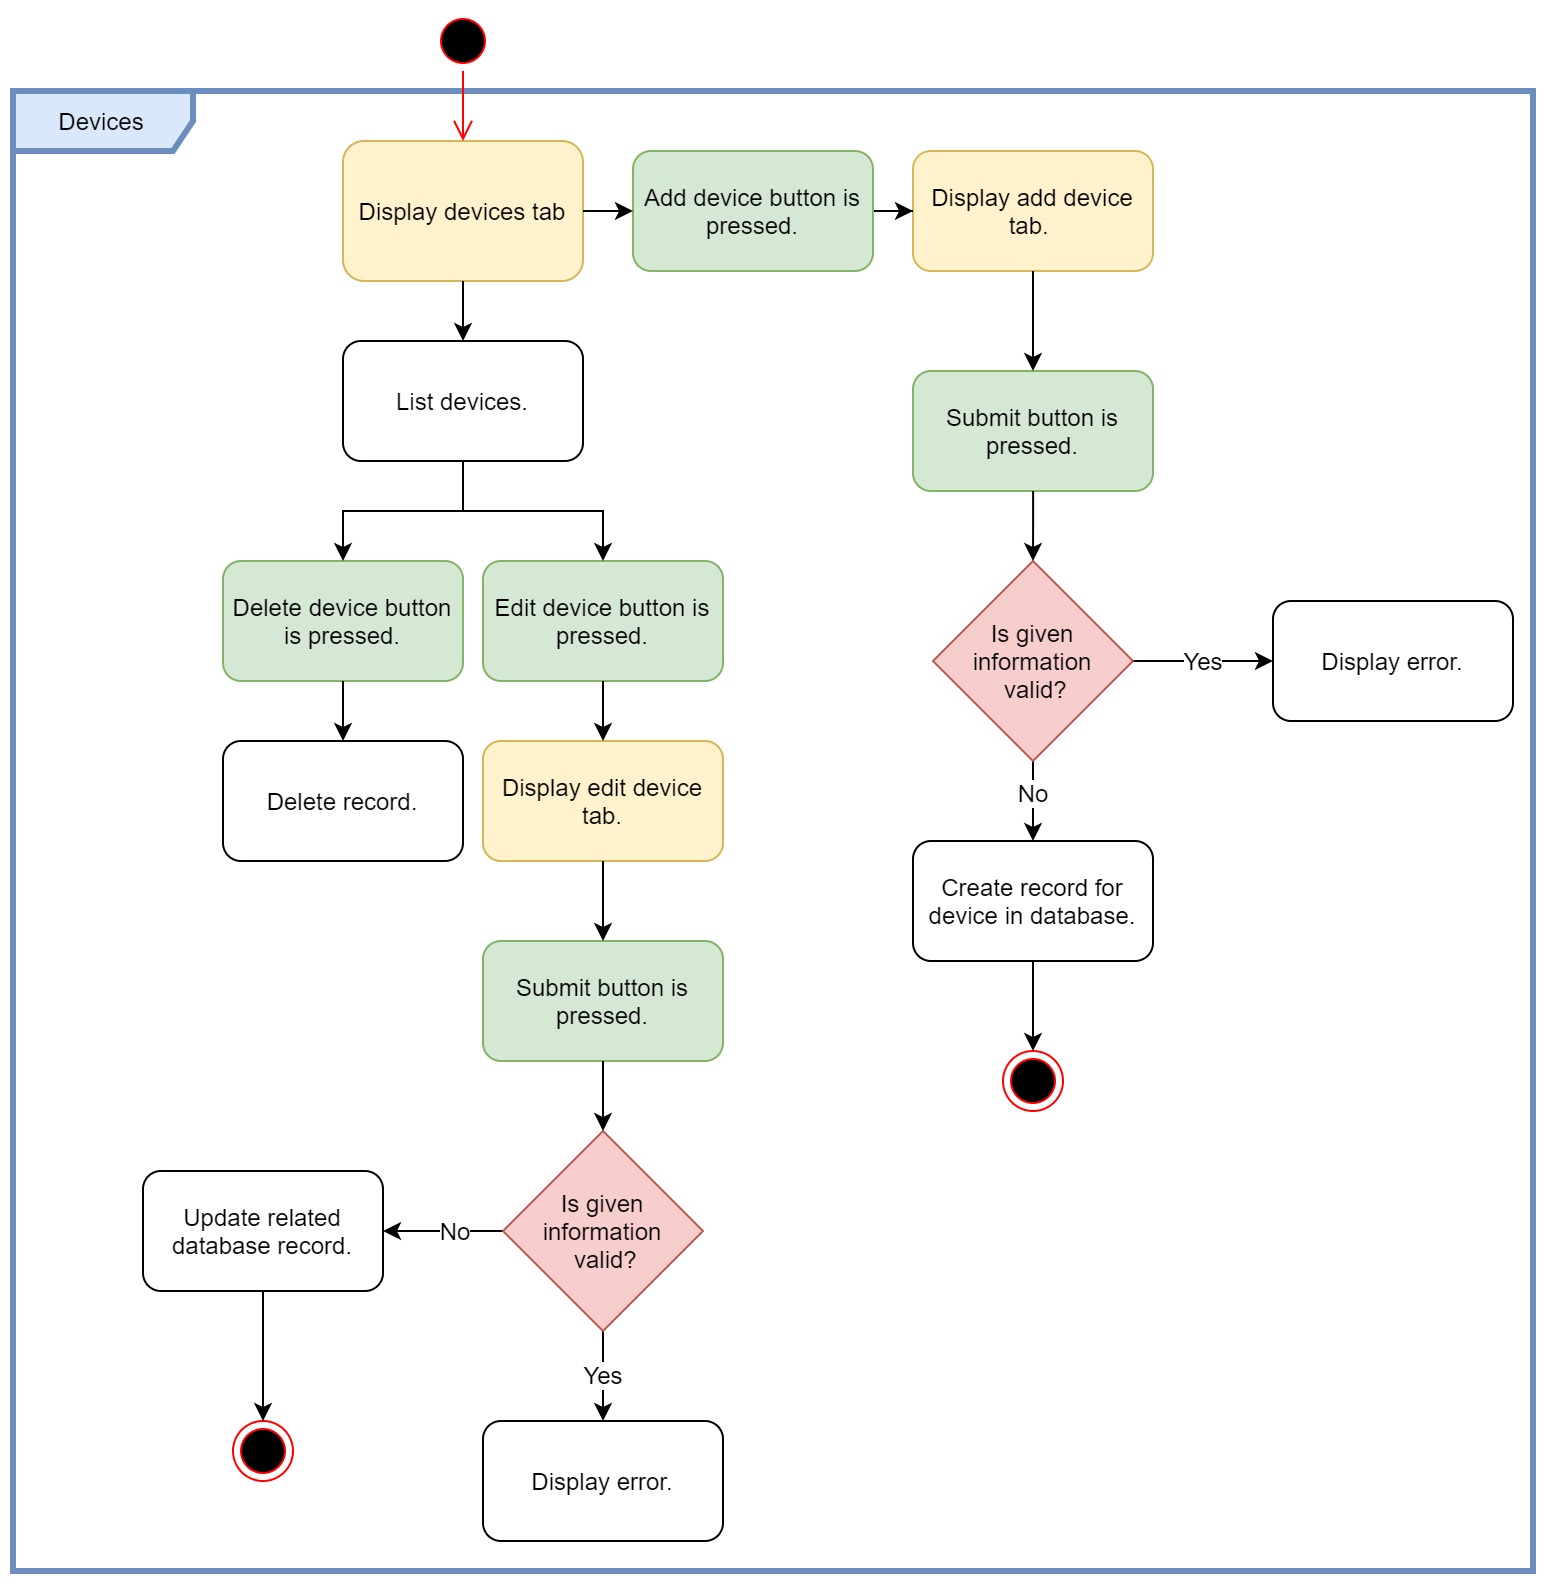 Devices
Display devices tab
Add device button is
pressed.
Display add device
tab.
List devices.
Submit button is
pressed.
Delete device button
is pressed.
Edit device button is
pressed.
Is given
information
valid?
Yes
Display error.
No
Delete record.
Display edit device
tab.
Create record for
device in database.
Submit button is
pressed.
Is given
information
valid?
No
Update related
database record.
Yes
Display error.